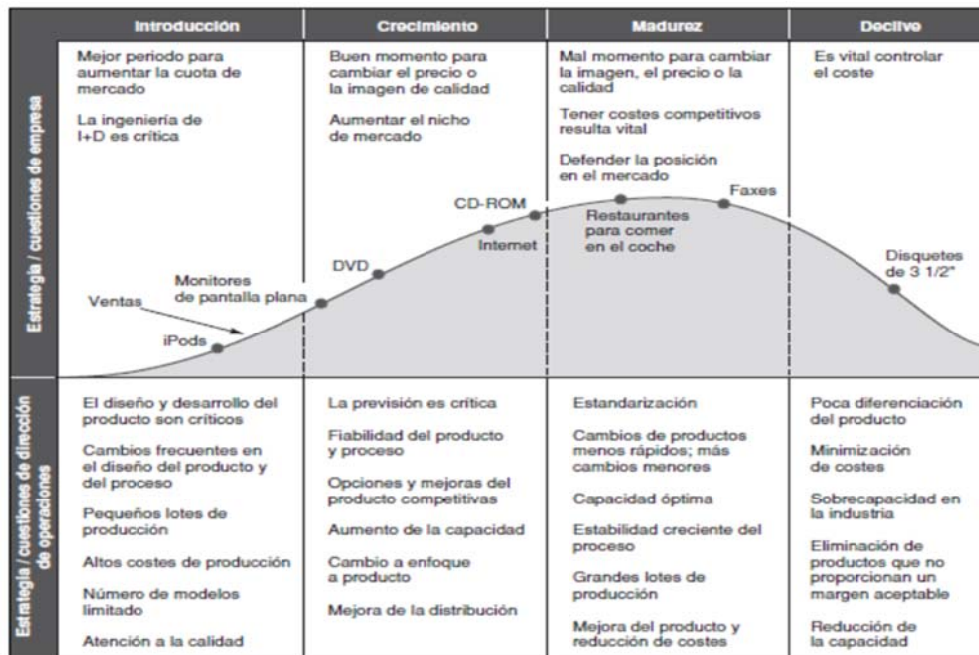 Introducción
Crecimiento
Madurez
Declive
Estrategia / cuestiones de empresa
Mejor periodo para
aumentar la cuota de
mercado
La ingeniería de
I+D es crítica
Buen momento para
cambiar el precio o
la imagen de calidad
Aumentar el nicho
de mercado
Mal momento para cambiar
la imagen, el precio o la
calidad
Tener costes competitivos
resulta vital
Defender la posición
en el mercado
Es vital controlar
el coste
Ventas
iPods
Monitores
de pantalla plana
DVD
CD-ROM
Internet
Restaurantes
para comer
en el coche
Faxes
Disquetes
de 3 1/2"
Estrategia / cuestiones de dirección
de operaciones
El diseño y desarrollo del
producto son críticos
Cambios frecuentes en
el diseño del producto y
del proceso
Pequeños lotes de
producción
Altos costes de producción
Número de modelos
limitado
Atención a la calidad
La previsión es crítica
Fiabilidad del producto
y proceso
Opciones y mejoras del
producto competitivas
Aumento de la capacidad
Cambio a enfoque
a producto
Mejora de la distribución
Estandarización
Cambios de productos
menos rápidos; más
cambios menores
Capacidad óptima
Estabilidad creciente del
proceso
Grandes lotes de
producción
Mejora del producto y
reducción de costes
Poca diferenciación
del producto
Minimización
de costes
Sobrecapacidad en
la industria
Eliminación de
productos que no
proporcionan un
margen aceptable
Reducción de
la capacidad